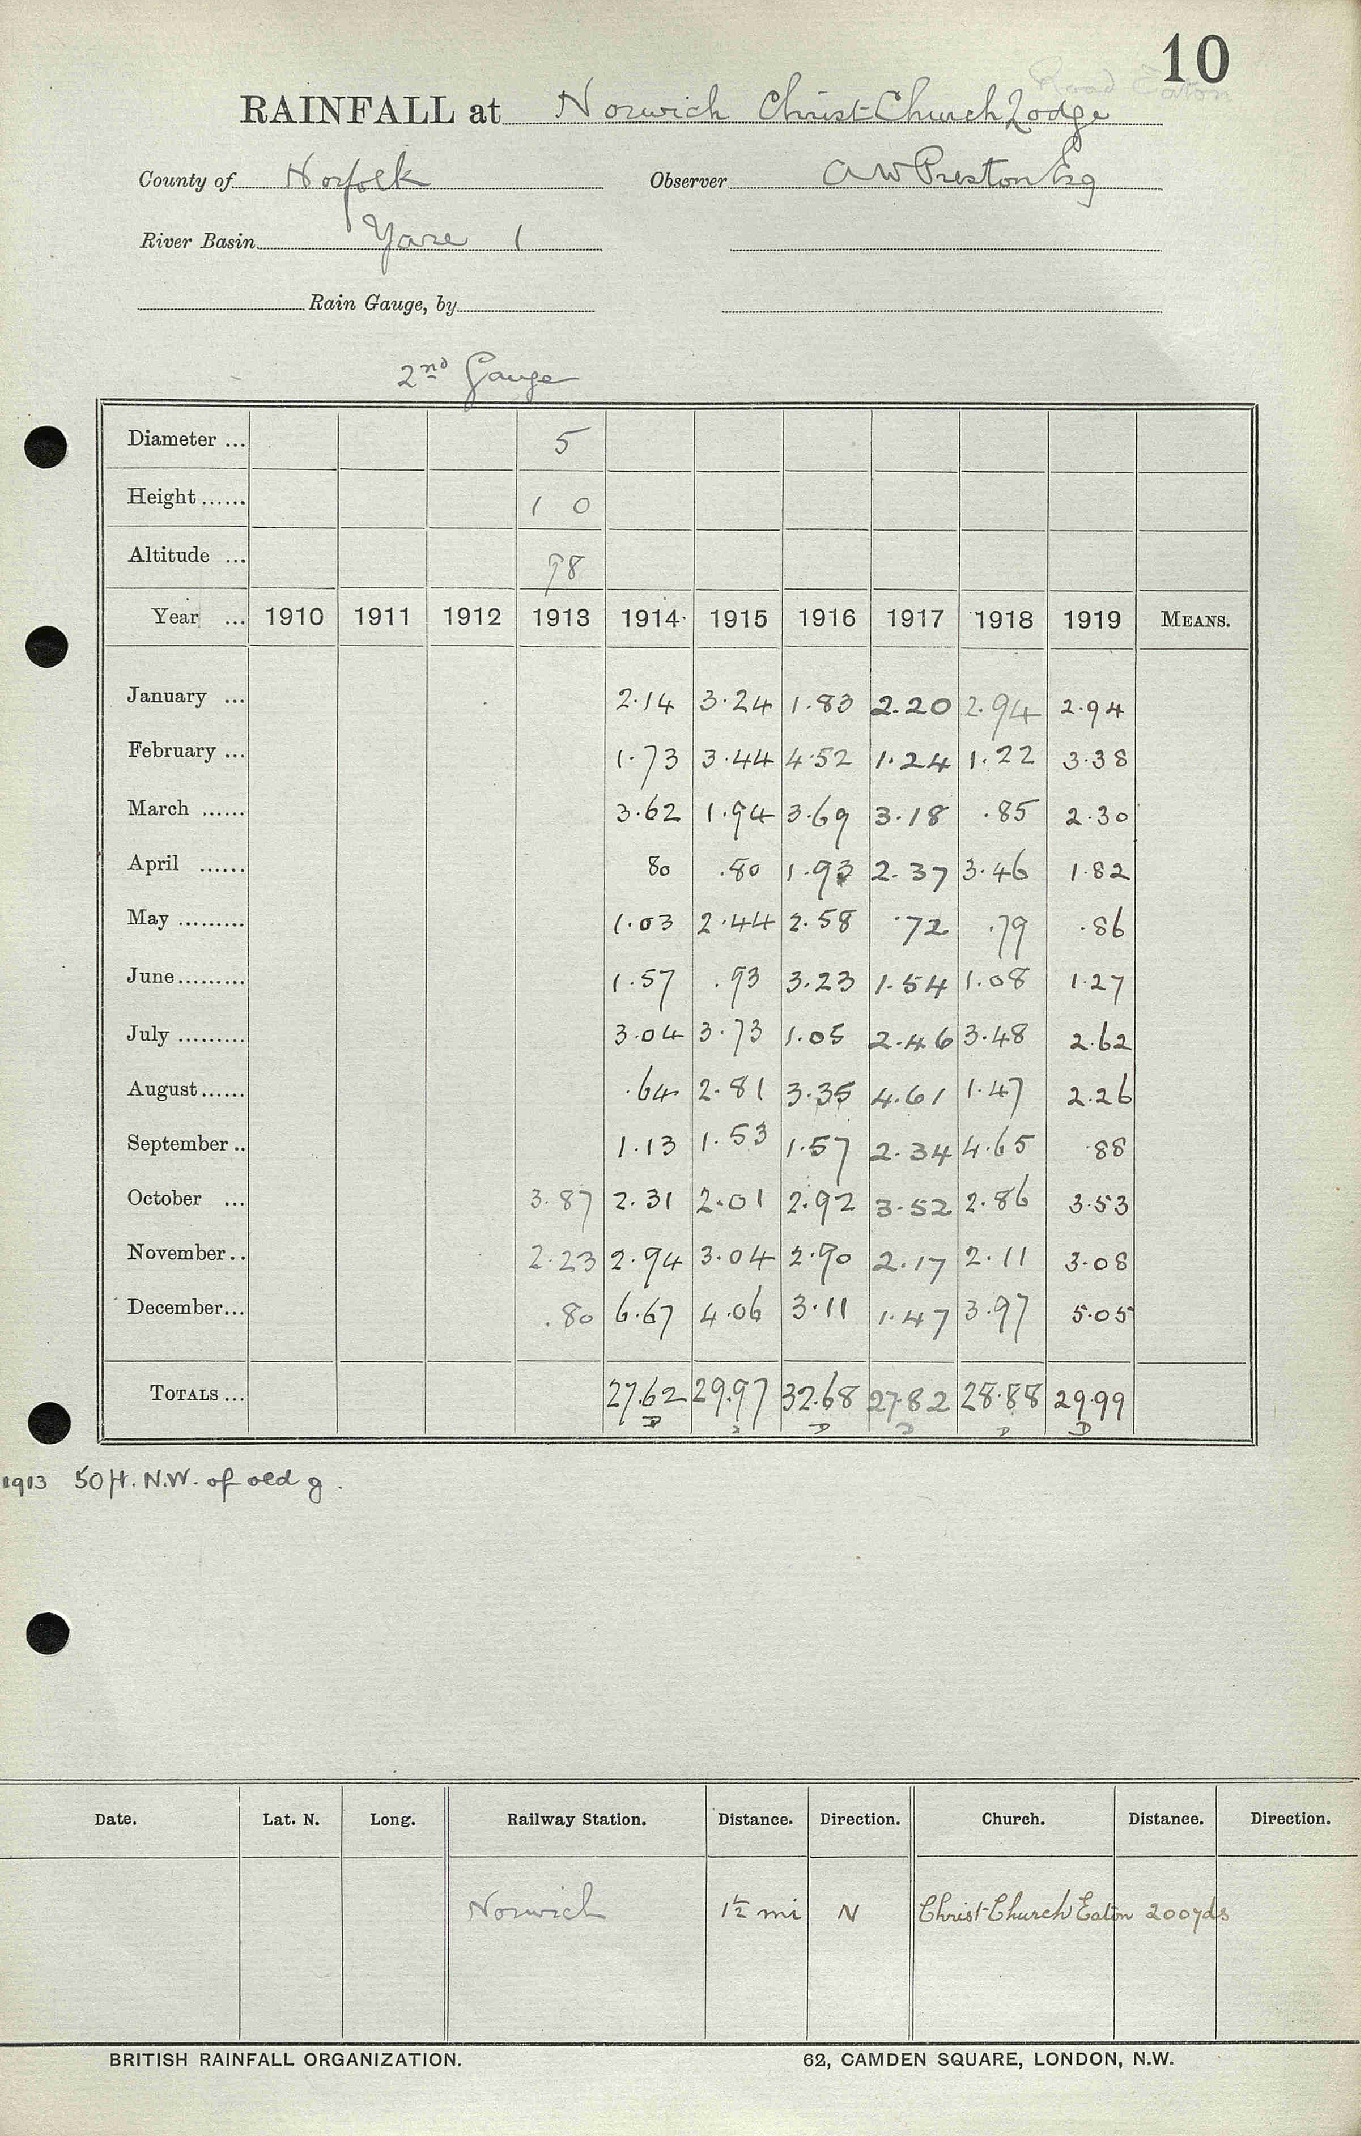 10
Road Eaton
RAINFALL at Norwich Christ Church Lodge
County of Norfolk Observer A W Preston Esq
River Basin Yare 1
Rain Gauge, by
2nd Gauge
Diameter ... 5
Height ...... 1 0
Altitude ... 98
Year ... 1910 1911 1912 1913 1914 1915 1916 1917 1918 1919 MEANS.
January ... 2.14 3.24 1.83 2.20 2.94 2.94
February ... 1.73 3.44 4.52 1.24 1.22 3.38
March ...... 3.62 1.94 3.69 3.18 .85 2.30
April ...... 80 .80 1.93 2.37 3.46 1.82
May ......... 1.03 2.44 2.58 .72 .79 .86
June......... 1.57 .93 3.23 1.54 1.08 1.27
July ......... 3.04 3.73 1.05 2.46 3.48 2.62
August...... .64 2.81 3.35 4.61 1.47 2.26
September .. 1.13 1.53 1.57 2.34 4.65 .88
October ... 3.87 2.31 2.01 2.92 3.52 2.86 3.53
November .. 2.23 2.94 3.04 2.90 2.17 2.11 3.08
December... .80 6.67 4.06 3.11 1.47 3.97 5.05
TOTALS ... 27.62 29.97 32.68 27.82 28.88 29.99
D D D D D
1913 50 ft. N.W. of old g.
Date. Lat. N. Long. Railway Station. Distance. Direction. Church. Distance. Direction.
Norwich 1½ mi N Christ Church Eaton 200yds
BRITISH RAINFALL ORGANIZATION. 62, CAMDEN SQUARE, LONDON, N.W.